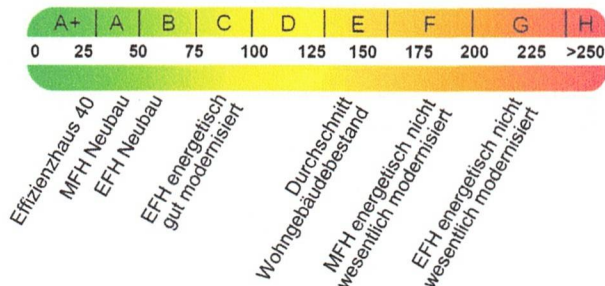 A+ A B C D E F G H
0 25 50 75 100 125 150 175 200 225 >250
Effizienzhaus 40
MFH Neubau
EFH Neubau
EFH energetisch
gut modernisiert
Durchschnitt
Wohngebäudebestand
MFH energetisch nicht
wesentlich modernisiert
EFH energetisch nicht
wesentlich modernisiert